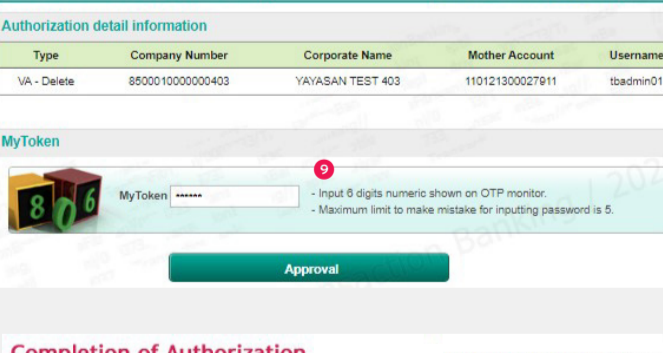 Authorization detail information
Type Company Number Corporate Name Mother Account Username
VA - Delete 8500010000000403 YAYASAN TEST 403 110121300027911 tbadmin01
MyToken
9
806
MyToken ••••••
- Input 6 digits numeric shown on OTP monitor.
- Maximum limit to make mistake for inputting password is 5.
Approval
Completion of Authorization